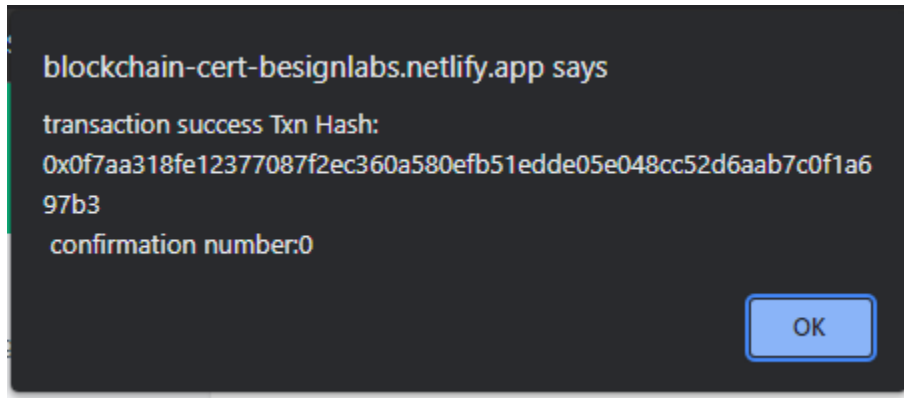 blockchain-cert-besignlabs.netlify.app says
transaction success Txn Hash:
0x0f7aa318fe12377087f2ec360a580efb51edde05e048cc52d6aab7c0f1a6
97b3
confirmation number:0
OK